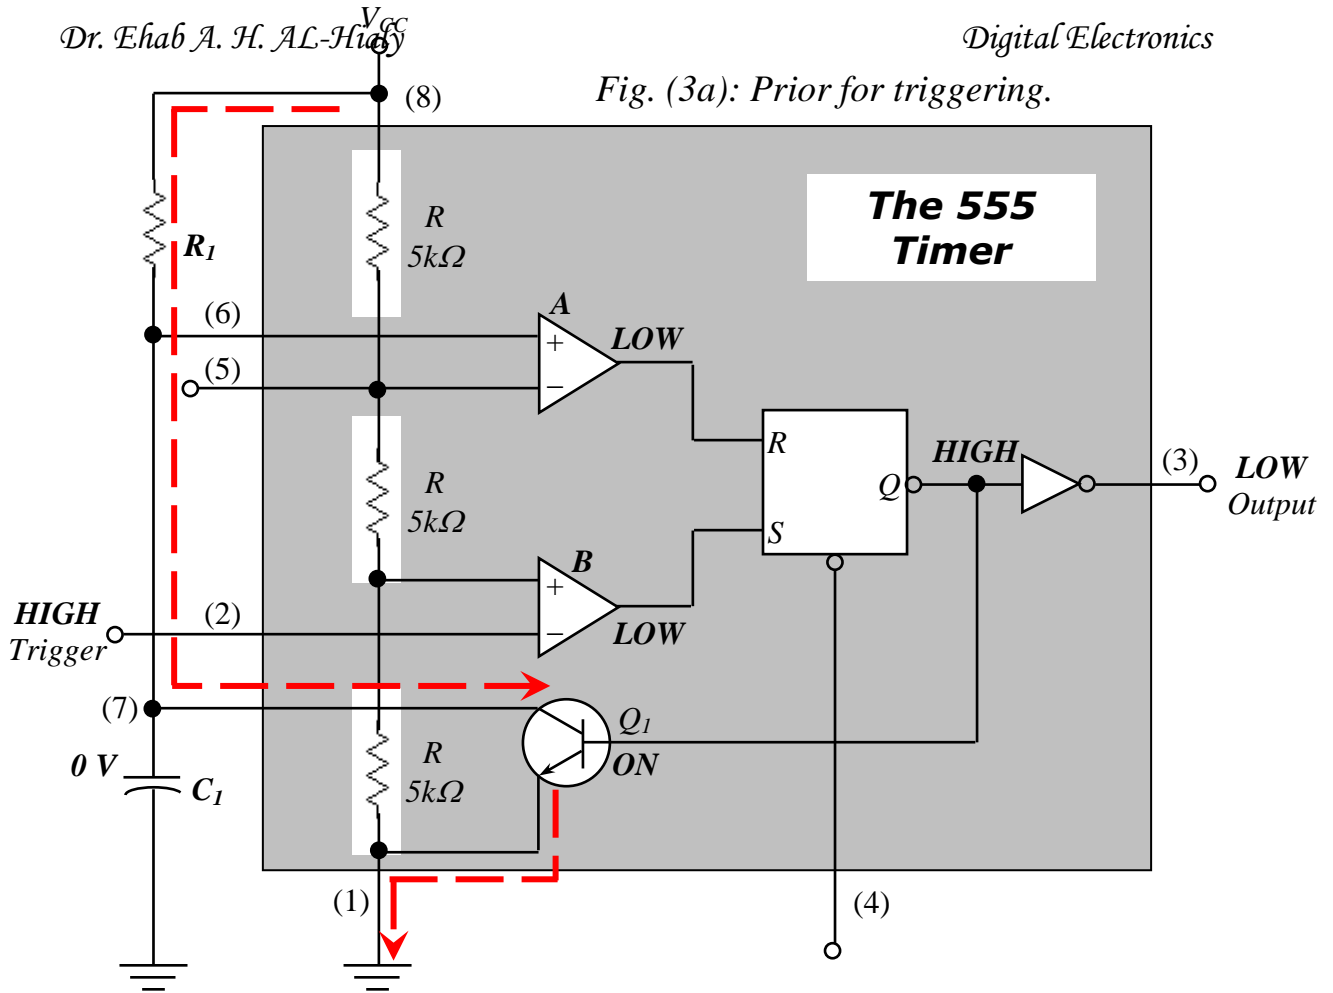 Dr. Ehab A. H. AL-Hialy
V_CC
Digital Electronics
Fig. (3a): Prior for triggering.
(8)
The 555
Timer
R
5kΩ
R₁
(6)
A
+
−
LOW
(5)
R
5kΩ
R
Q
S
HIGH
(3)
LOW
Output
B
+
−
LOW
HIGH
Trigger
(2)
(7)
Q₁
ON
R
5kΩ
0 V
C₁
(1)
(4)